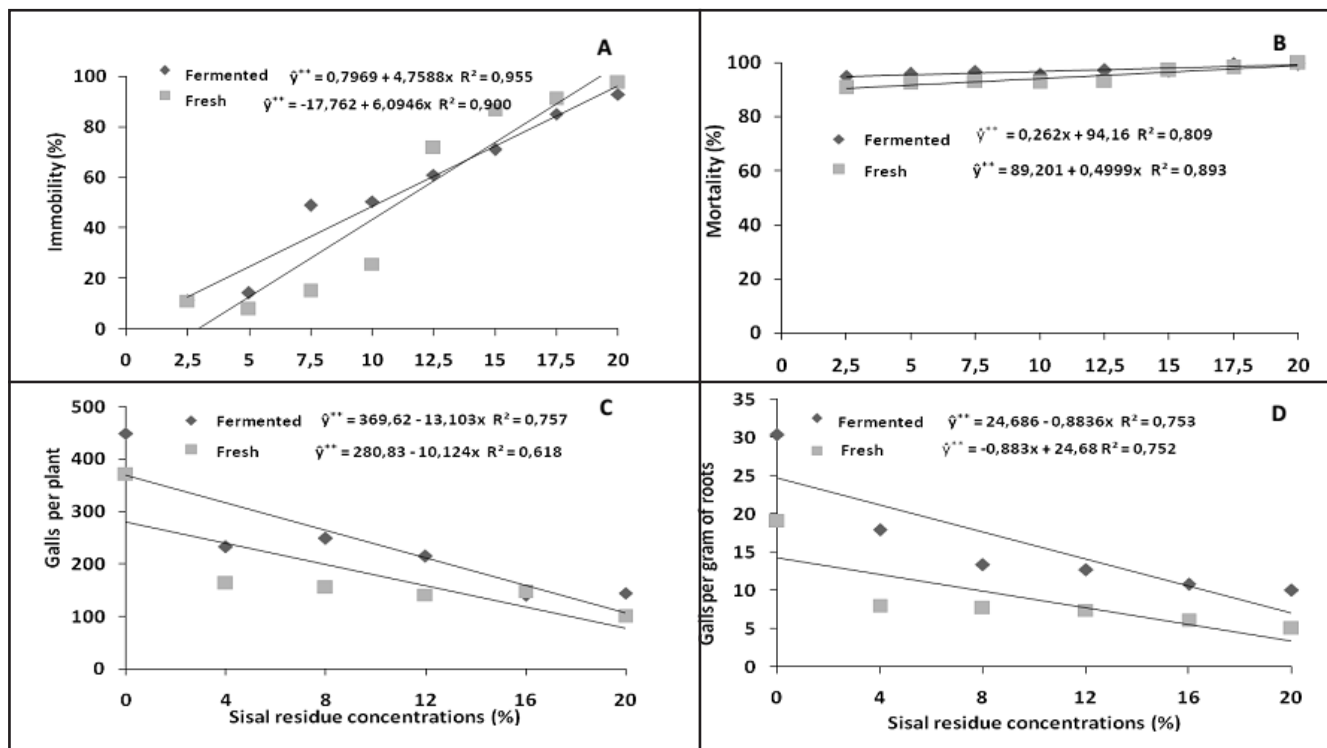 A
Fermented ŷ** = 0,7969 + 4,7588x R² = 0,955
Fresh ŷ** = -17,762 + 6,0946x R² = 0,900
Immobility (%)
100
80
60
40
20
0
0 2,5 5 7,5 10 12,5 15 17,5 20
B
Fermented ŷ** = 0,262x + 94,16 R² = 0,809
Fresh ŷ** = 89,201 + 0,4999x R² = 0,893
Mortality (%)
100
80
60
40
20
0
0 2,5 5 7,5 10 12,5 15 17,5 20
C
Fermented ŷ** = 369,62 - 13,103x R² = 0,757
Fresh ŷ** = 280,83 - 10,124x R² = 0,618
Galls per plant
500
400
300
200
100
0
0 4 8 12 16 20
Sisal residue concentrations (%)
D
Fermented ŷ** = 24,686 - 0,8836x R² = 0,753
Fresh ŷ** = -0,883x + 24,68 R² = 0,752
Galls per gram of roots
35
30
25
20
15
10
5
0
0 4 8 12 16 20
Sisal residue concentrations (%)